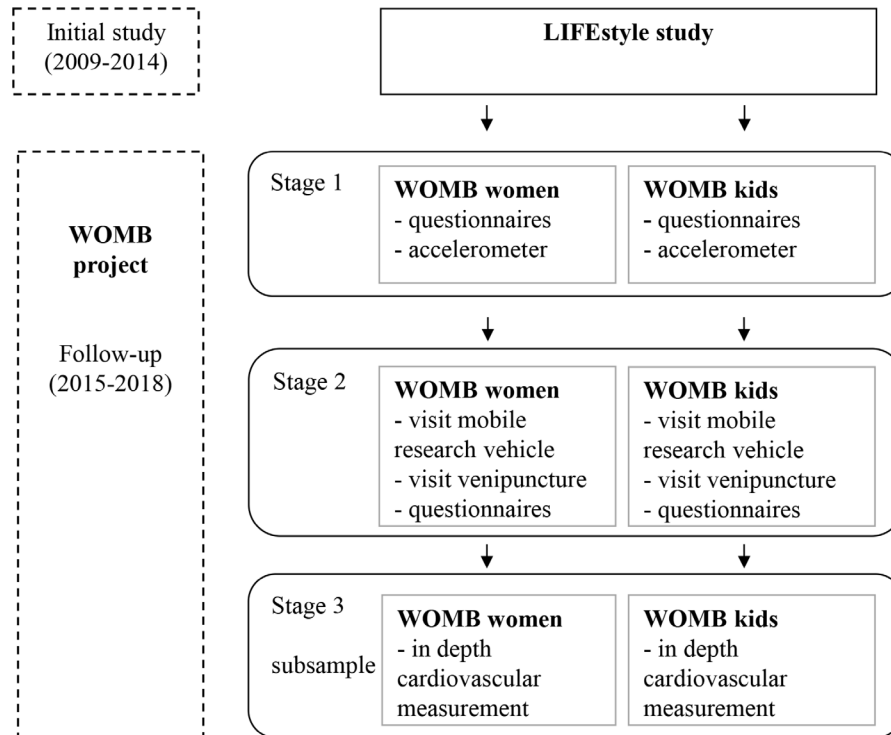 Initial study
(2009-2014)
LIFEstyle study
WOMB
project
Follow-up
(2015-2018)
Stage 1
WOMB women
- questionnaires
- accelerometer
WOMB kids
- questionnaires
- accelerometer
Stage 2
WOMB women
- visit mobile
research vehicle
- visit venipuncture
- questionnaires
WOMB kids
- visit mobile
research vehicle
- visit venipuncture
- questionnaires
Stage 3
subsample
WOMB women
- in depth
cardiovascular
measurement
WOMB kids
- in depth
cardiovascular
measurement